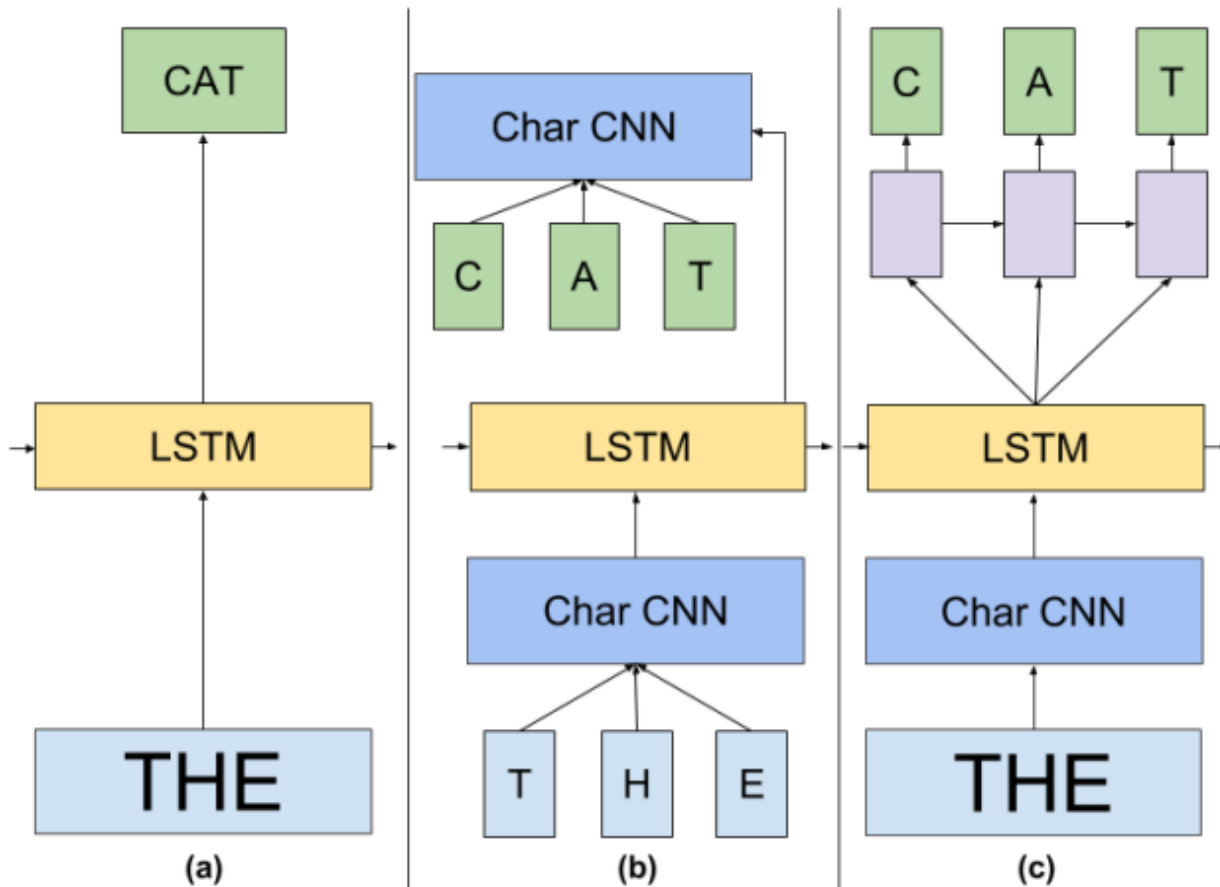 CAT
LSTM
THE
(a)
Char CNN
C A T
LSTM
Char CNN
T H E
(b)
C A T
LSTM
Char CNN
THE
(c)